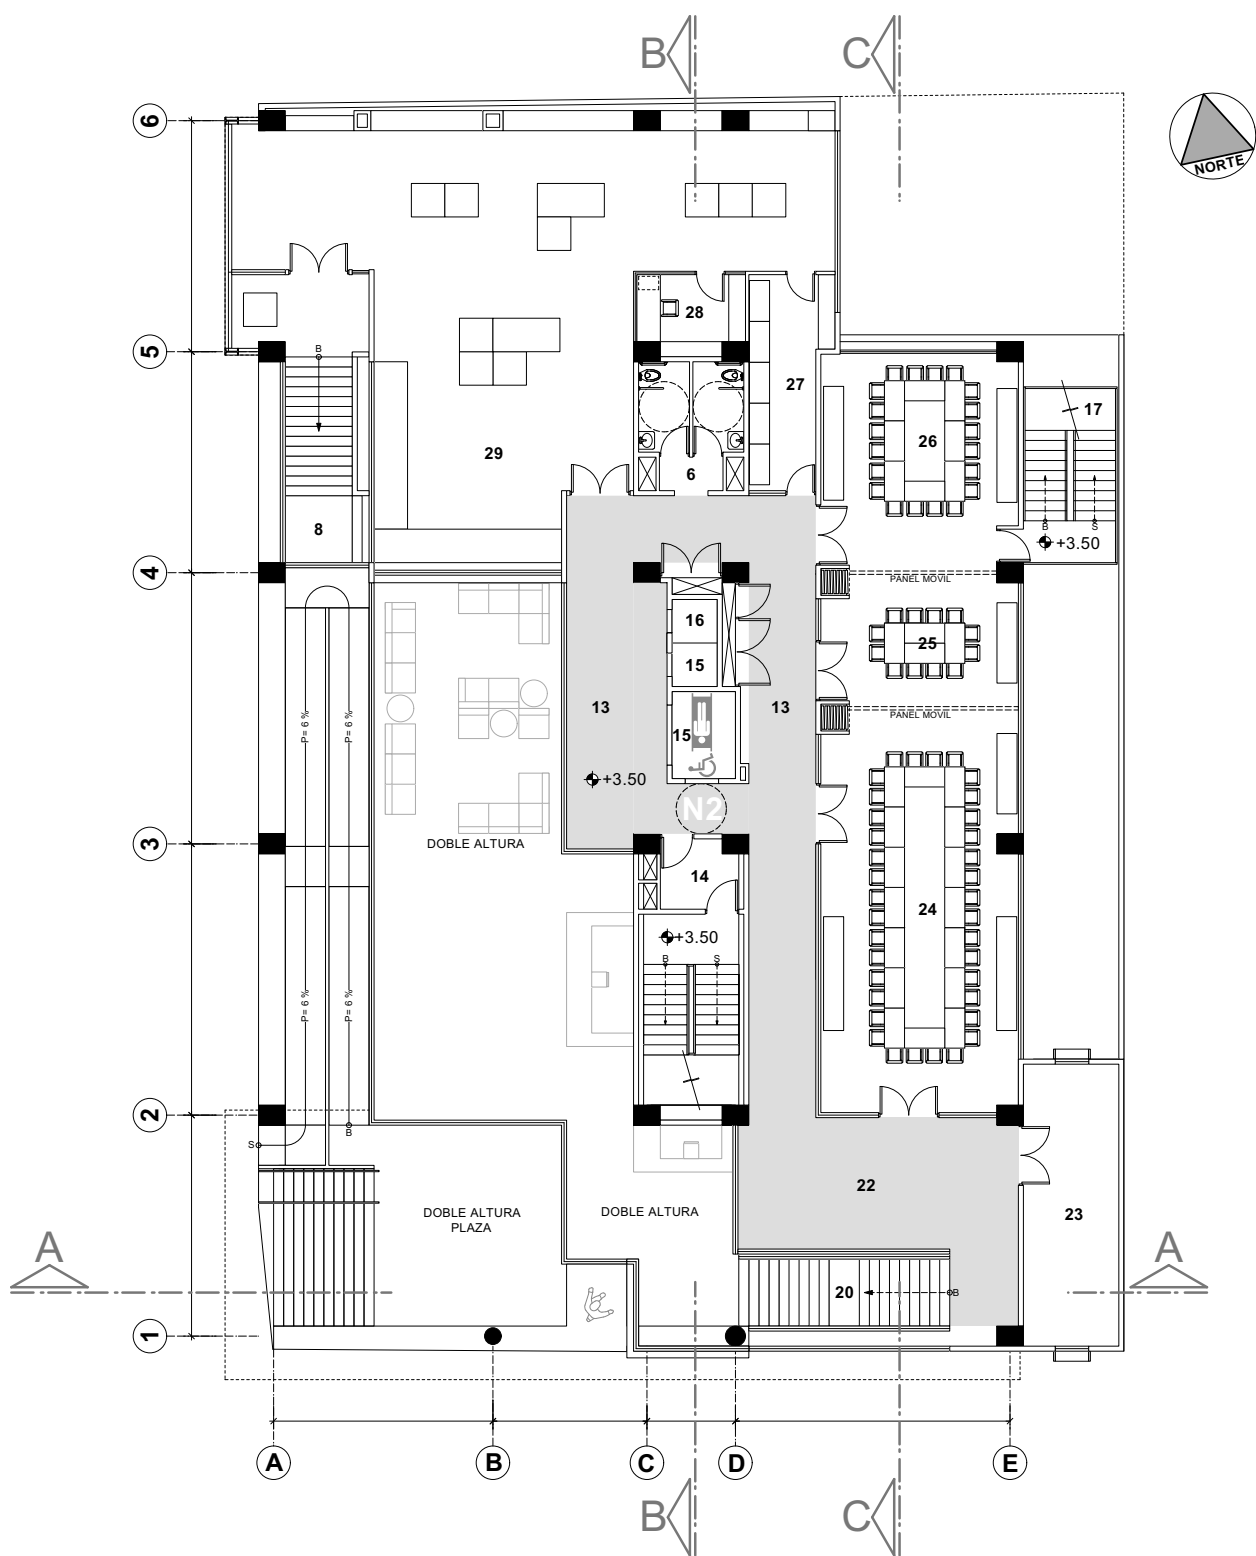 B
C
6
NORTE
28
5
B
27
17
26
29
6
8
B
S
+3.50
4
PANEL MOVIL
16
25
15
P= 6 %
P= 6 %
13
13
PANEL MOVIL
15
+3.50
N2
3
DOBLE ALTURA
14
24
+3.50
B
S
P= 6 %
P= 6 %
2
B
S
22
DOBLE ALTURA
PLAZA
DOBLE ALTURA
23
A
A
20
B
1
A
B
C
D
E
B
C